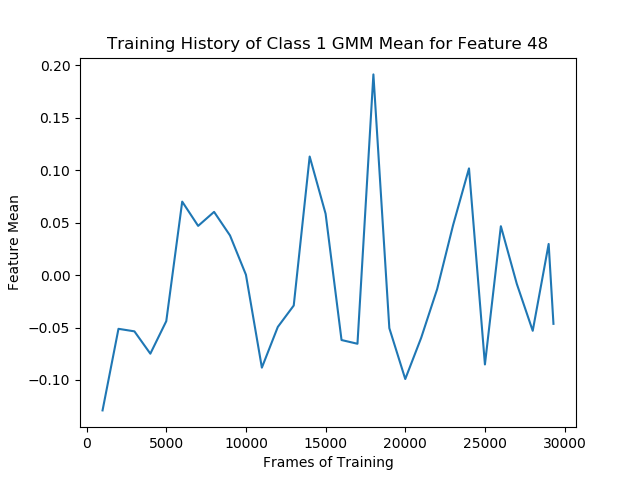 Training History of Class 1 GMM Mean for Feature 48
0.20
0.15
0.10
0.05
0.00
−0.05
−0.10
Feature Mean
0 5000 10000 15000 20000 25000 30000
Frames of Training